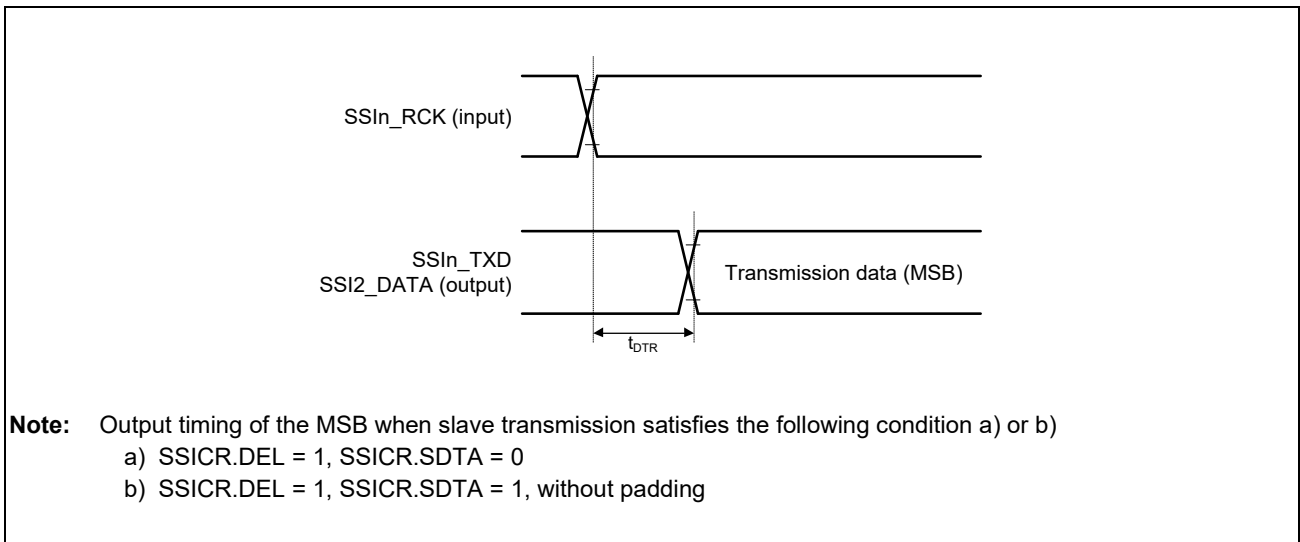 SSIn_RCK (input)
SSIn_TXD
SSI2_DATA (output)
Transmission data (MSB)
tDTR
Note: Output timing of the MSB when slave transmission satisfies the following condition a) or b)
a) SSICR.DEL = 1, SSICR.SDTA = 0
b) SSICR.DEL = 1, SSICR.SDTA = 1, without padding